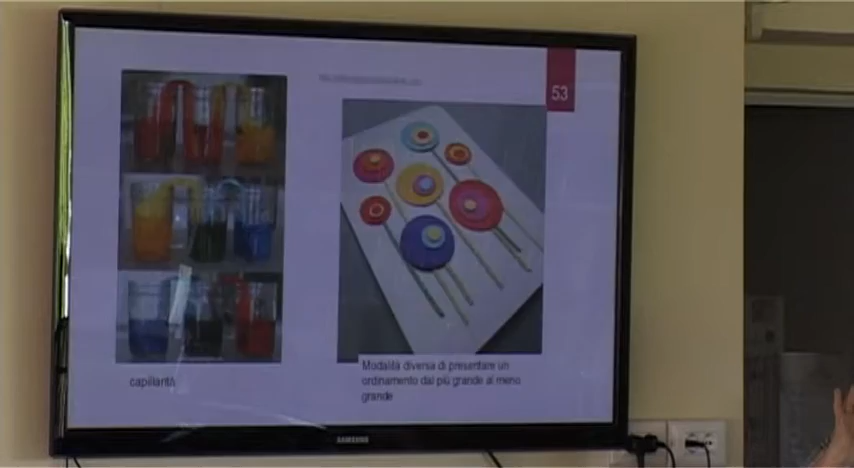 53
capillarità
Modalità diversa di presentare un
ordinamento dal più grande al meno
grande
SAMSUNG